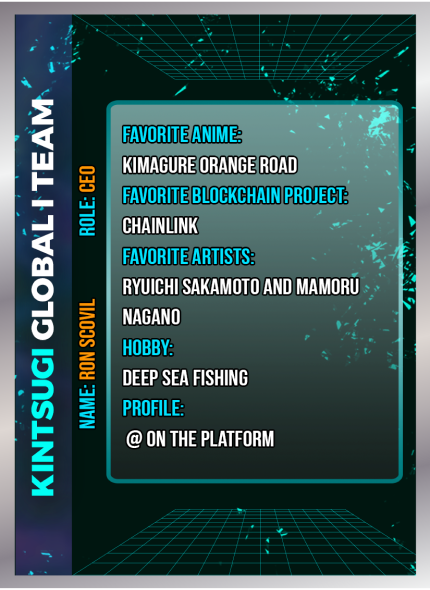 KINTSUGI GLOBAL I TEAM
NAME: RON SCOVIL
ROLE: CEO
FAVORITE ANIME:
KIMAGURE ORANGE ROAD
FAVORITE BLOCKCHAIN PROJECT:
CHAINLINK
FAVORITE ARTISTS:
RYUICHI SAKAMOTO AND MAMORU
NAGANO
HOBBY:
DEEP SEA FISHING
PROFILE:
@ ON THE PLATFORM